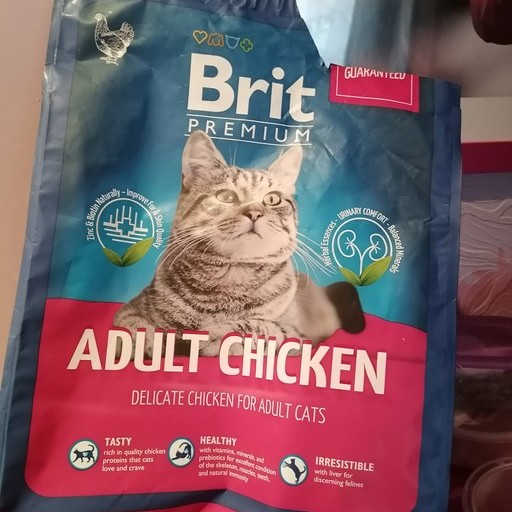 GUARANTEED
Brit
PREMIUM
Zinc & Biotin Naturally – Improve Fur & Skin Quality
Herbal Essences - URINARY COMFORT - Balanced Minerals
ADULT CHICKEN
DELICATE CHICKEN FOR ADULT CATS
TASTY
rich in quality chicken
proteins that cats
love and crave
HEALTHY
with vitamins, minerals, and
prebiotics for excellent condition
of the skeleton, muscles, teeth,
and natural immunity
IRRESISTIBLE
with liver for
discerning felines